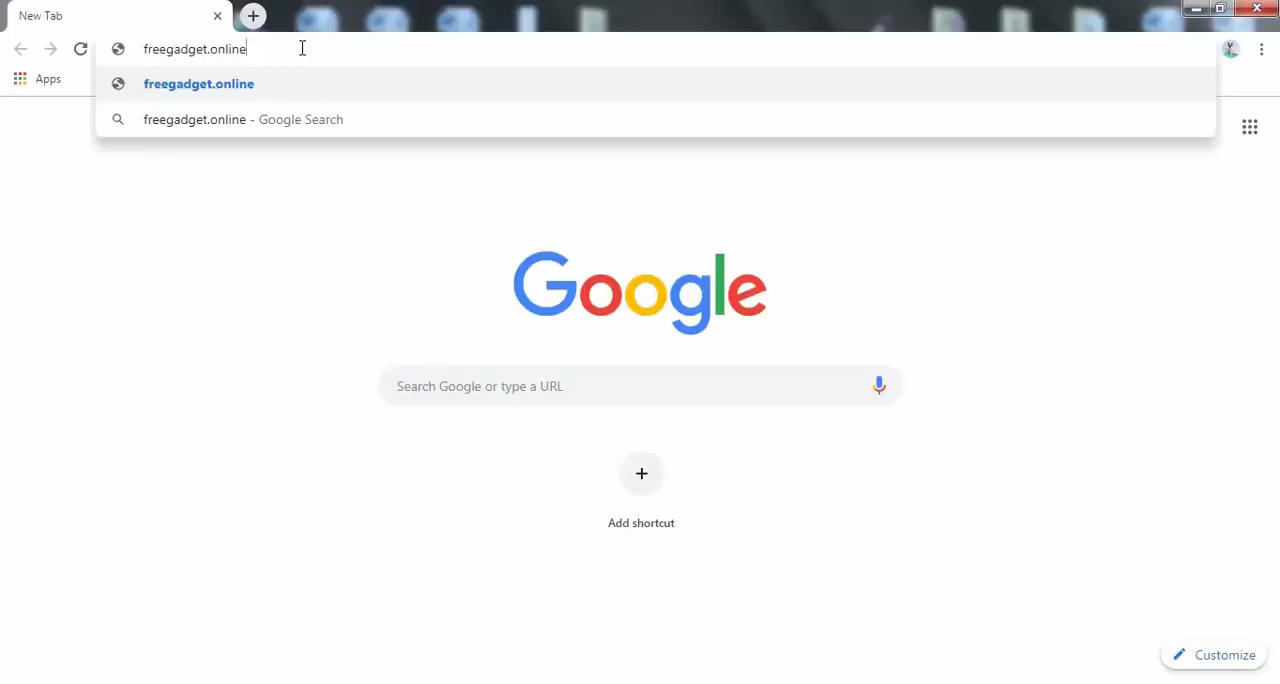 New Tab
freegadget.online
Apps
freegadget.online
freegadget.online - Google Search
Google
Search Google or type a URL
Add shortcut
Customize